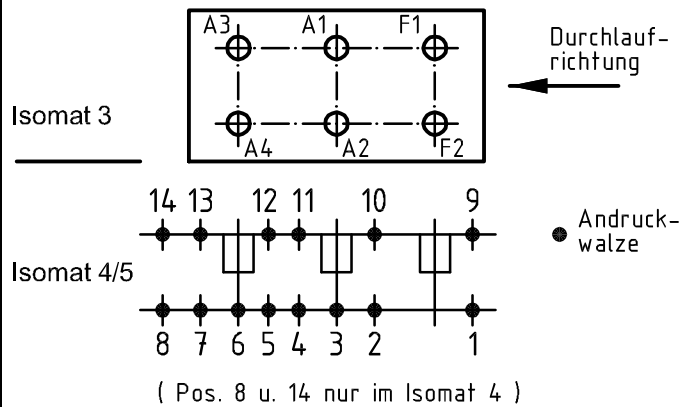 A3 A1 F1
Durchlauf-
richtung
Isomat 3
A4 A2 F2
14 13 12 11 10 9
Andruck-
walze
Isomat 4/5
8 7 6 5 4 3 2 1
( Pos. 8 u. 14 nur im Isomat 4 )